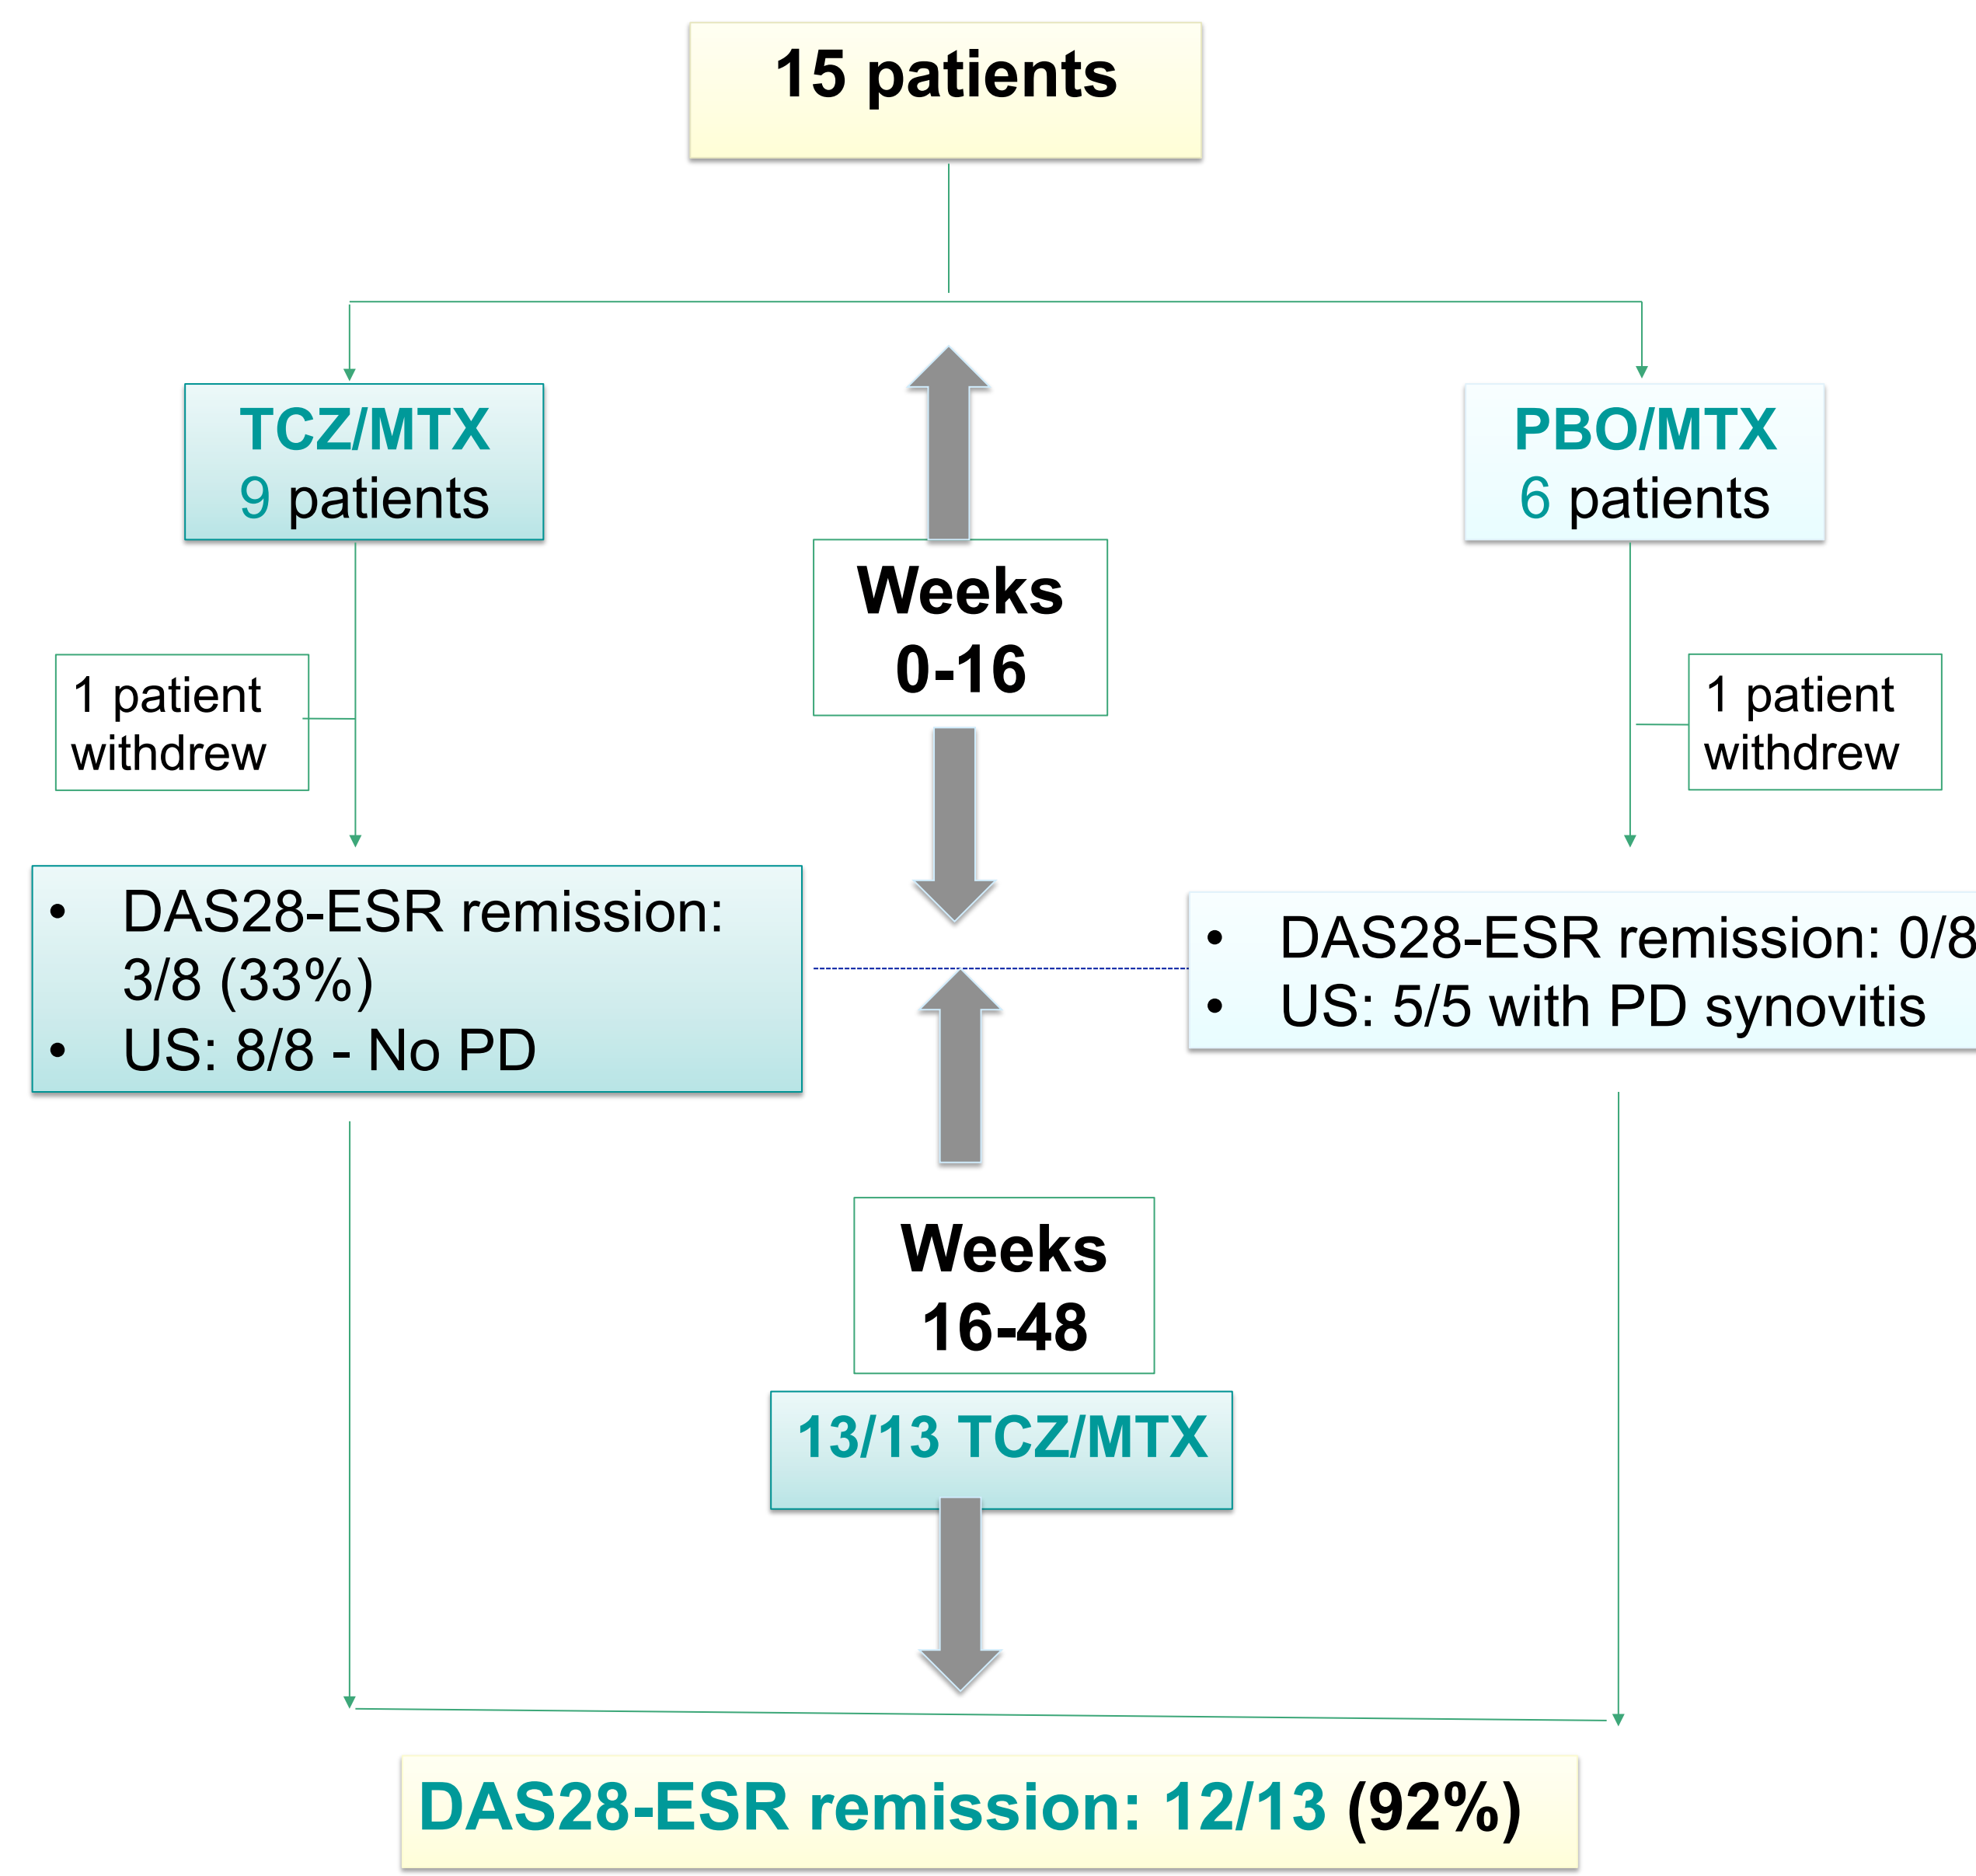 15 patients
TCZ/MTX
9 patients
PBO/MTX
6 patients
Weeks
0-16
1 patient
withdrew
1 patient
withdrew
• DAS28-ESR remission:
3/8 (33%)
• US: 8/8 - No PD
• DAS28-ESR remission: 0/8
• US: 5/5 with PD synovitis
Weeks
16-48
13/13 TCZ/MTX
DAS28-ESR remission: 12/13 (92%)